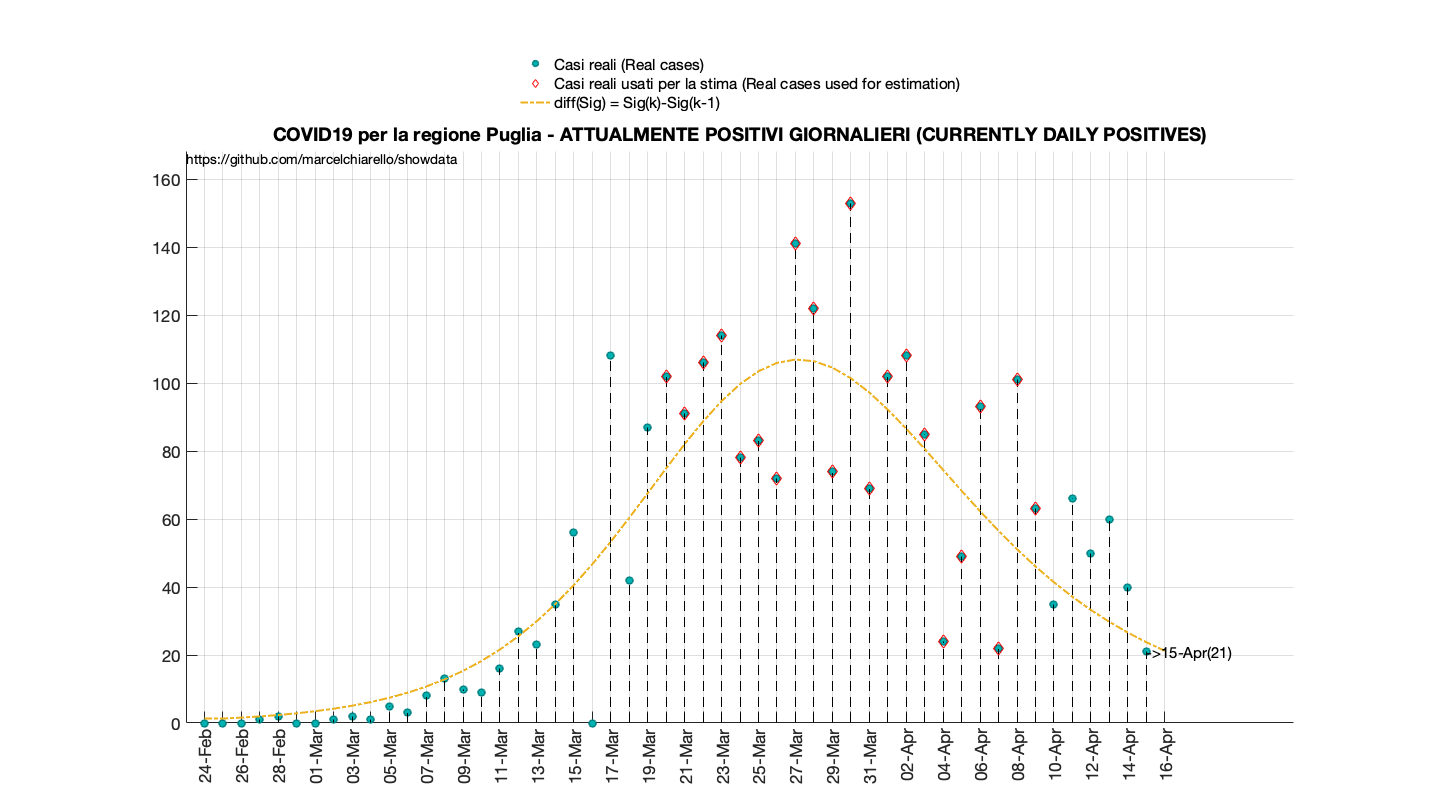 Casi reali (Real cases)
Casi reali usati per la stima (Real cases used for estimation)
diff(Sig) = Sig(k)-Sig(k-1)
COVID19 per la regione Puglia - ATTUALMENTE POSITIVI GIORNALIERI (CURRENTLY DAILY POSITIVES)
https://github.com/marcelchiarello/showdata
160
140
120
100
80
60
40
20
0
>15-Apr(21)
24-Feb
26-Feb
28-Feb
01-Mar
03-Mar
05-Mar
07-Mar
09-Mar
11-Mar
13-Mar
15-Mar
17-Mar
19-Mar
21-Mar
23-Mar
25-Mar
27-Mar
29-Mar
31-Mar
02-Apr
04-Apr
06-Apr
08-Apr
10-Apr
12-Apr
14-Apr
16-Apr